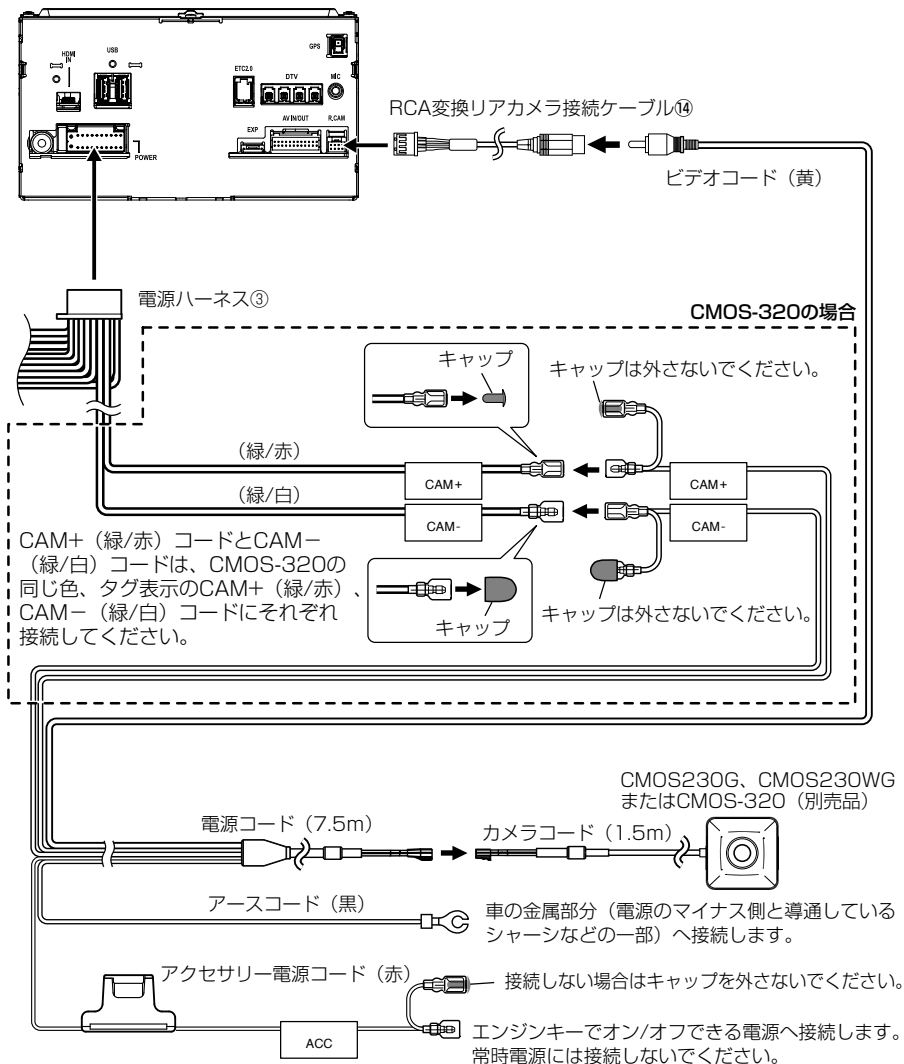 GPS
HDMI
IN
USB
ETC2.0
DTV
MIC
EXP
AV IN/OUT
R.CAM
POWER
RCA変換リアカメラ接続ケーブル⑭
ビデオコード（黄）
電源ハーネス③
CMOS-320の場合
キャップ
キャップは外さないでください。
（緑/赤）
CAM+
CAM+
（緑/白）
CAM-
CAM-
CAM+（緑/赤）コードとCAM−
（緑/白）コードは、CMOS-320の
同じ色、タグ表示のCAM+（緑/赤）、
CAM−（緑/白）コードにそれぞれ
接続してください。
キャップ
キャップは外さないでください。
CMOS230G、CMOS230WG
またはCMOS-320（別売品）
電源コード（7.5m）
カメラコード（1.5m）
アースコード（黒）
車の金属部分（電源のマイナス側と導通している
シャーシなどの一部）へ接続します。
アクセサリー電源コード（赤）
接続しない場合はキャップを外さないでください。
ACC
エンジンキーでオン/オフできる電源へ接続します。
常時電源には接続しないでください。